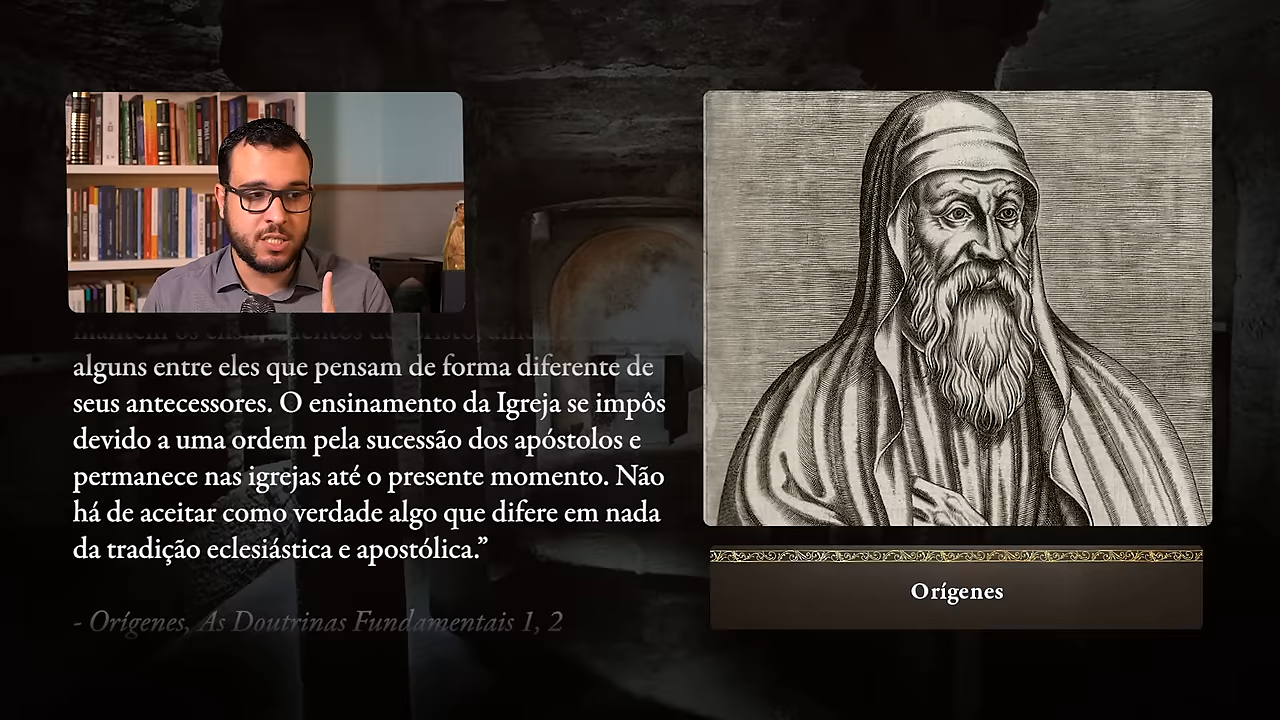 alguns entre eles que pensam de forma diferente de
seus antecessores. O ensinamento da Igreja se impôs
devido a uma ordem pela sucessão dos apóstolos e
permanece nas igrejas até o presente momento. Não
há de aceitar como verdade algo que difere em nada
da tradição eclesiástica e apostólica.”
- Orígenes, As Doutrinas Fundamentais 1, 2
Orígenes